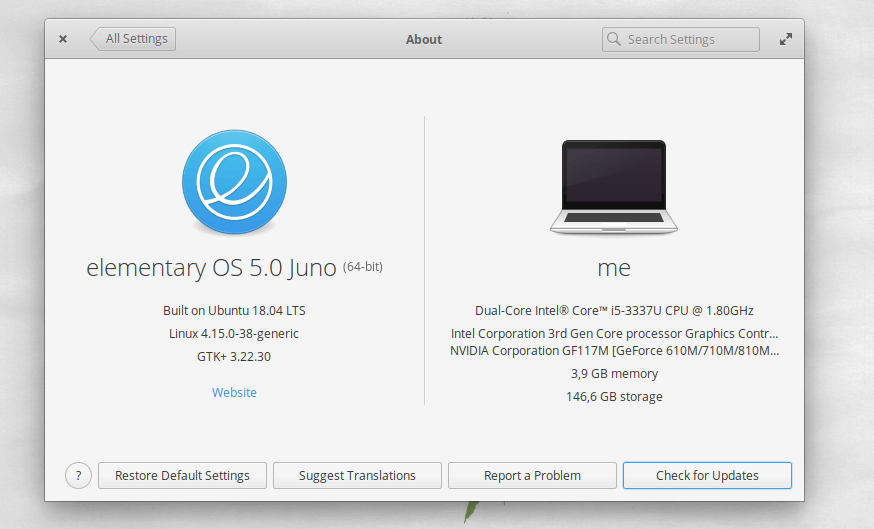 All Settings
About
Search Settings
elementary OS 5.0 Juno (64-bit)
Built on Ubuntu 18.04 LTS
Linux 4.15.0-38-generic
GTK+ 3.22.30
Website
me
Dual-Core Intel® Core™ i5-3337U CPU @ 1.80GHz
Intel Corporation 3rd Gen Core processor Graphics Contr...
NVIDIA Corporation GF117M [GeForce 610M/710M/810M...
3,9 GB memory
146,6 GB storage
?
Restore Default Settings
Suggest Translations
Report a Problem
Check for Updates